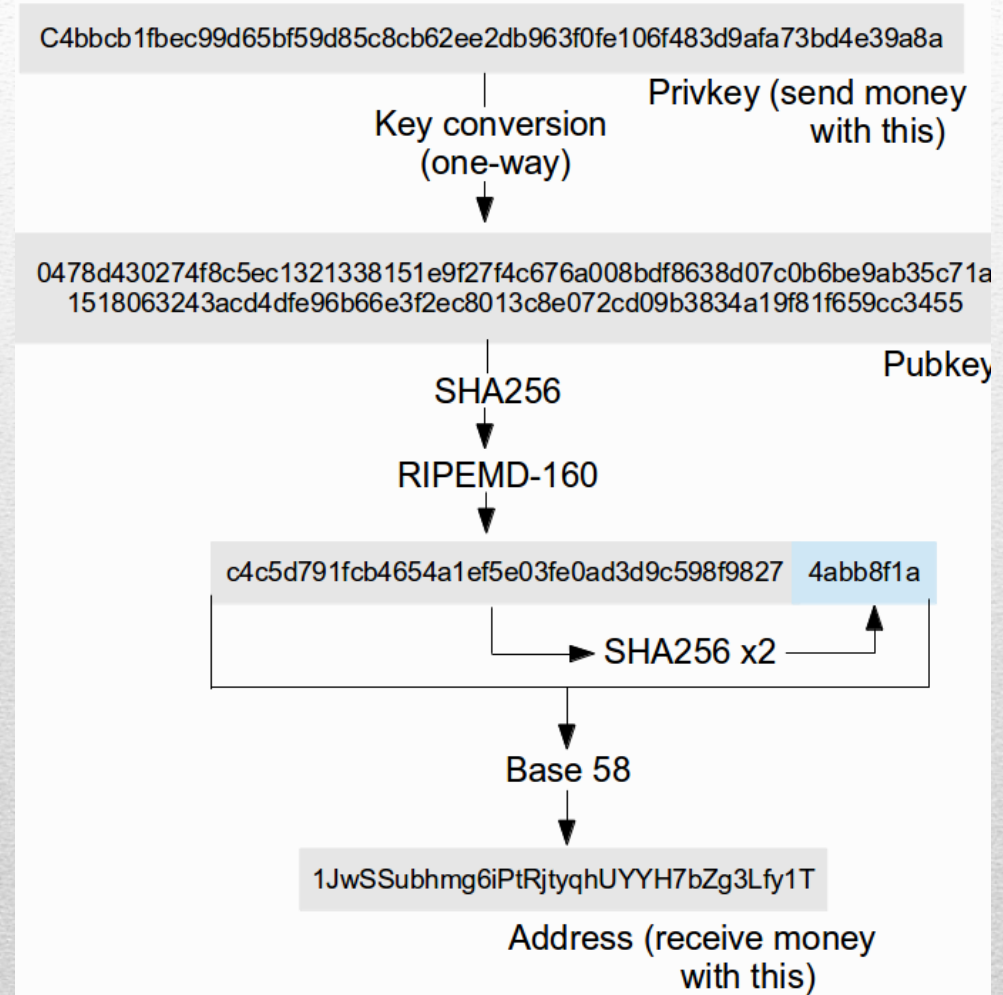 C4bbcb1fbec99d65bf59d85c8cb62ee2db963f0fe106f483d9afa73bd4e39a8a
Privkey (send money
with this)
Key conversion
(one-way)
0478d430274f8c5ec1321338151e9f27f4c676a008bdf8638d07c0b6be9ab35c71a
1518063243acd4dfe96b66e3f2ec8013c8e072cd09b3834a19f81f659cc3455
Pubkey
SHA256
RIPEMD-160
c4c5d791fcb4654a1ef5e03fe0ad3d9c598f9827 4abb8f1a
SHA256 x2
Base 58
1JwSSubhmg6iPtRjtyqhUYYH7bZg3Lfy1T
Address (receive money
with this)